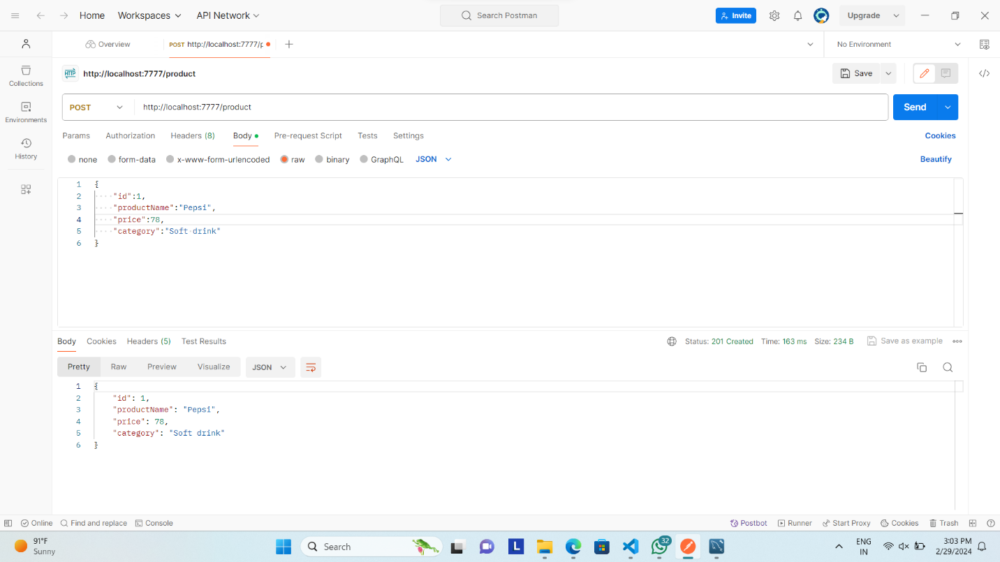 Home Workspaces API Network Search Postman Invite Upgrade
Overview POST http://localhost:7777/p No Environment
HTTP http://localhost:7777/product Save
Collections
POST http://localhost:7777/product Send
Environments
Params Authorization Headers (8) Body Pre-request Script Tests Settings Cookies
History
none form-data x-www-form-urlencoded raw binary GraphQL JSON Beautify
1 {
2 "id":1,
3 "productName":"Pepsi",
4 "price":78,
5 "category":"Soft drink"
6 }
Body Cookies Headers (5) Test Results Status: 201 Created Time: 163 ms Size: 234 B Save as example
Pretty Raw Preview Visualize JSON
1 {
2 "id": 1,
3 "productName": "Pepsi",
4 "price": 78,
5 "category": "Soft drink"
6 }
Online Find and replace Console Postbot Runner Start Proxy Cookies Trash
91°F
Sunny
Search
L
32
ENG
IN
3:03 PM
2/29/2024